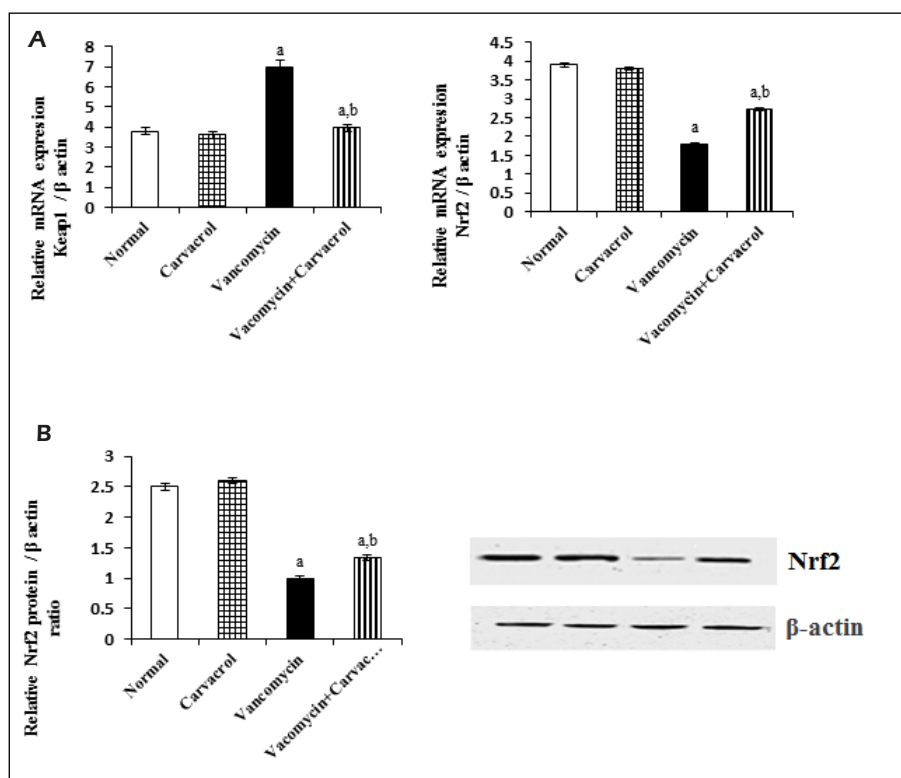 A
Relative mRNA expresion
Keap1 / β actin
8
7
6
5
4
3
2
1
0
a
a,b
Normal
Carvacrol
Vancomycin
Vacomycin+Carvacrol
Relative mRNA expresion
Nrf2 / β actin
4.5
4
3.5
3
2.5
2
1.5
1
0.5
0
a
a,b
Normal
Carvacrol
Vancomycin
Vacomycin+Carvacrol
B
Relative Nrf2 protein / β actin
ratio
3
2.5
2
1.5
1
0.5
0
a
a,b
Normal
Carvacrol
Vancomycin
Vacomycin+Carvac...
Nrf2
β-actin